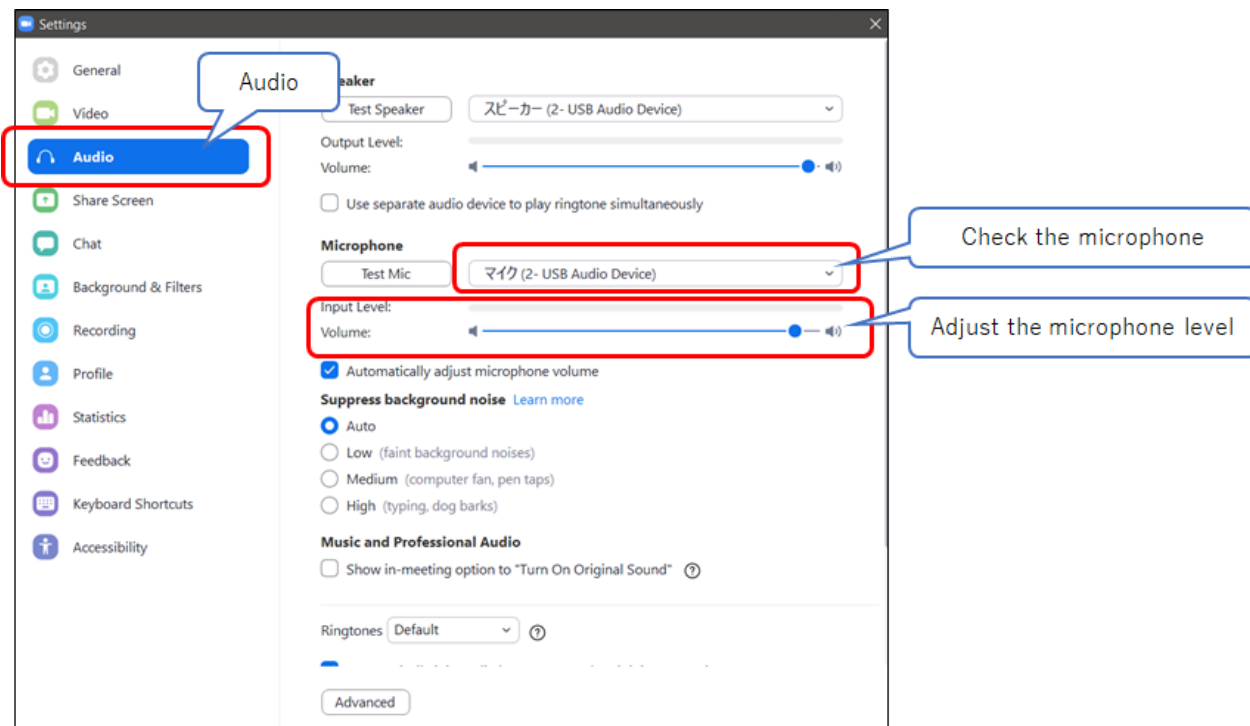 Settings
General
Video
Audio
Share Screen
Chat
Background & Filters
Recording
Profile
Statistics
Feedback
Keyboard Shortcuts
Accessibility
Audio
Test Speaker
スピーカー (2- USB Audio Device)
Output Level:
Volume:
Use separate audio device to play ringtone simultaneously
Microphone
Test Mic
マイク (2- USB Audio Device)
Input Level:
Volume:
Automatically adjust microphone volume
Suppress background noise Learn more
Auto
Low (faint background noises)
Medium (computer fan, pen taps)
High (typing, dog barks)
Music and Professional Audio
Show in-meeting option to "Turn On Original Sound"
Ringtones Default
Advanced
Check the microphone
Adjust the microphone level